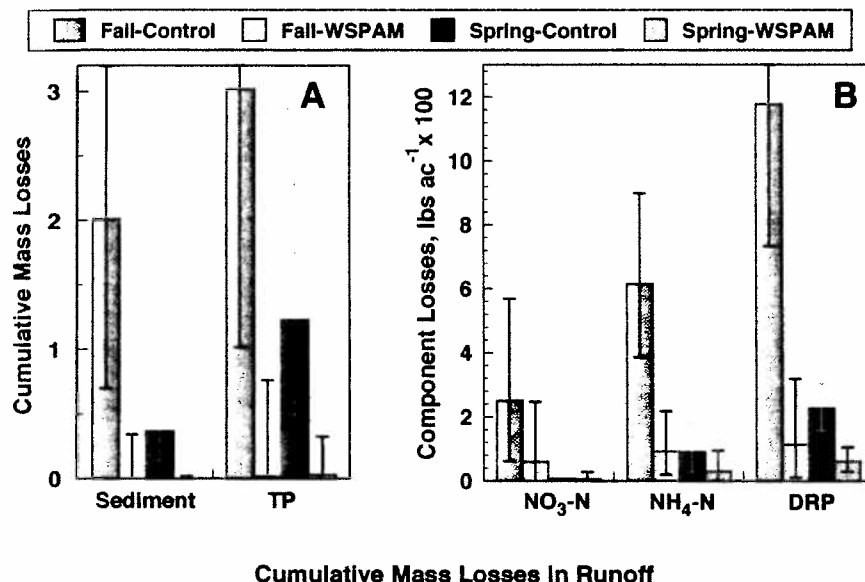 Fall-Control Fall-WSPAM Spring-Control Spring-WSPAM
A
Cumulative Mass Losses
3
2
1
0
Sediment TP
B
Component Losses, lbs ac⁻¹ x 100
12
10
8
6
4
2
0
NO₃-N NH₄-N DRP
Cumulative Mass Losses in Runoff